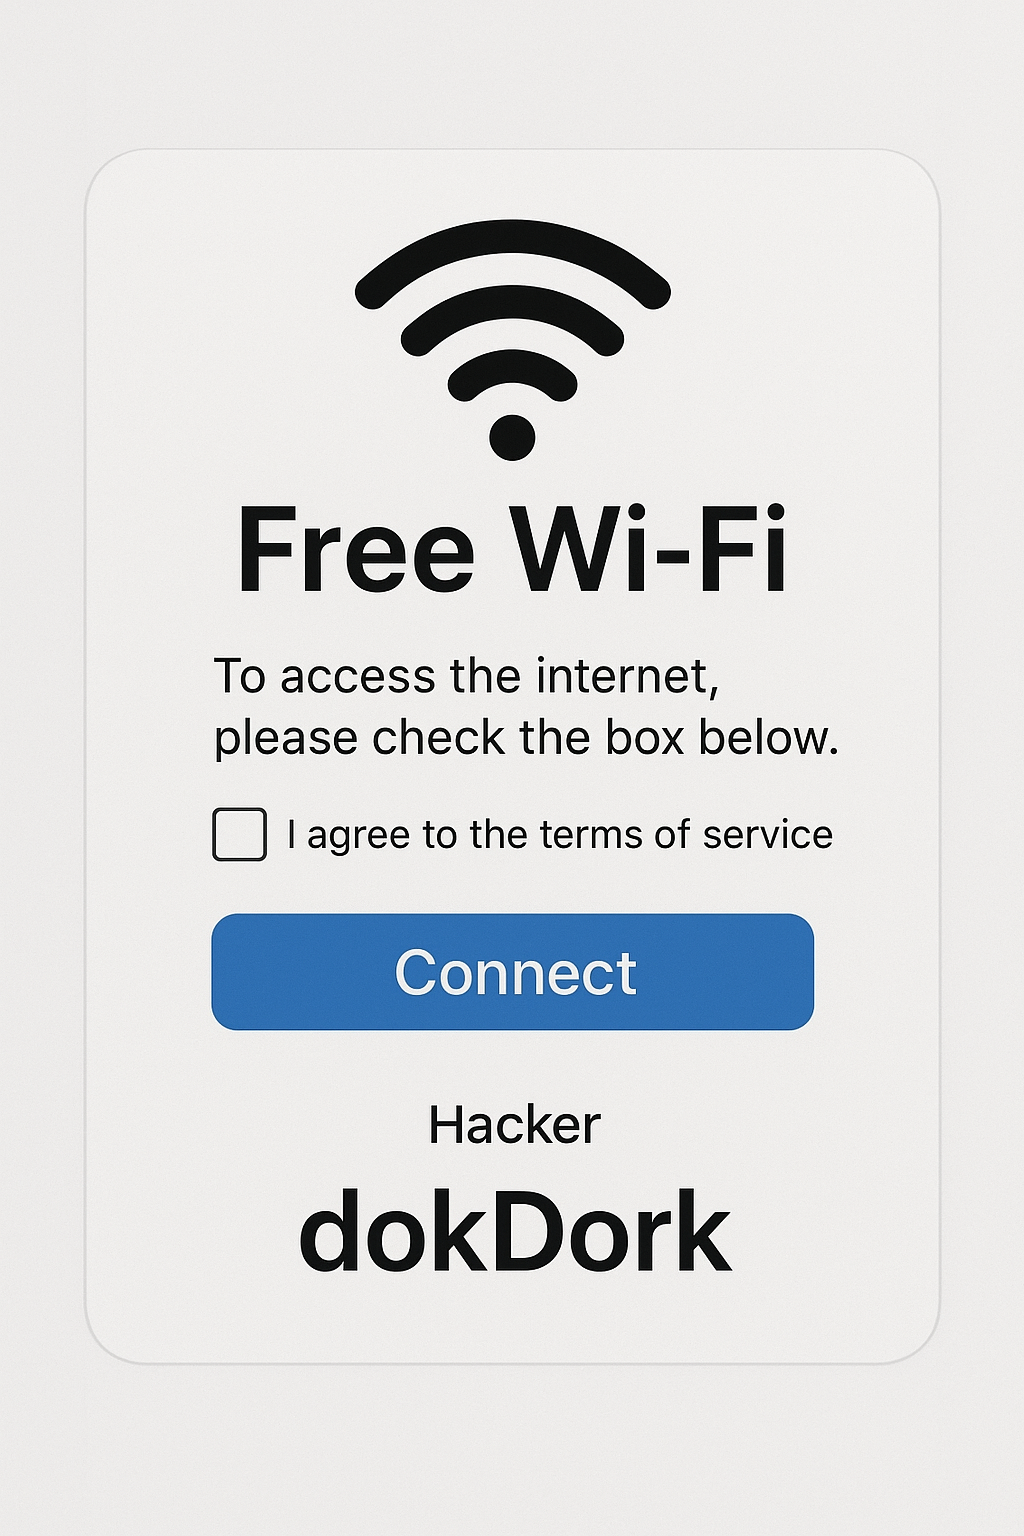 Free Wi-Fi
To access the internet,
please check the box below.
I agree to the terms of service
Connect
Hacker
dokDork